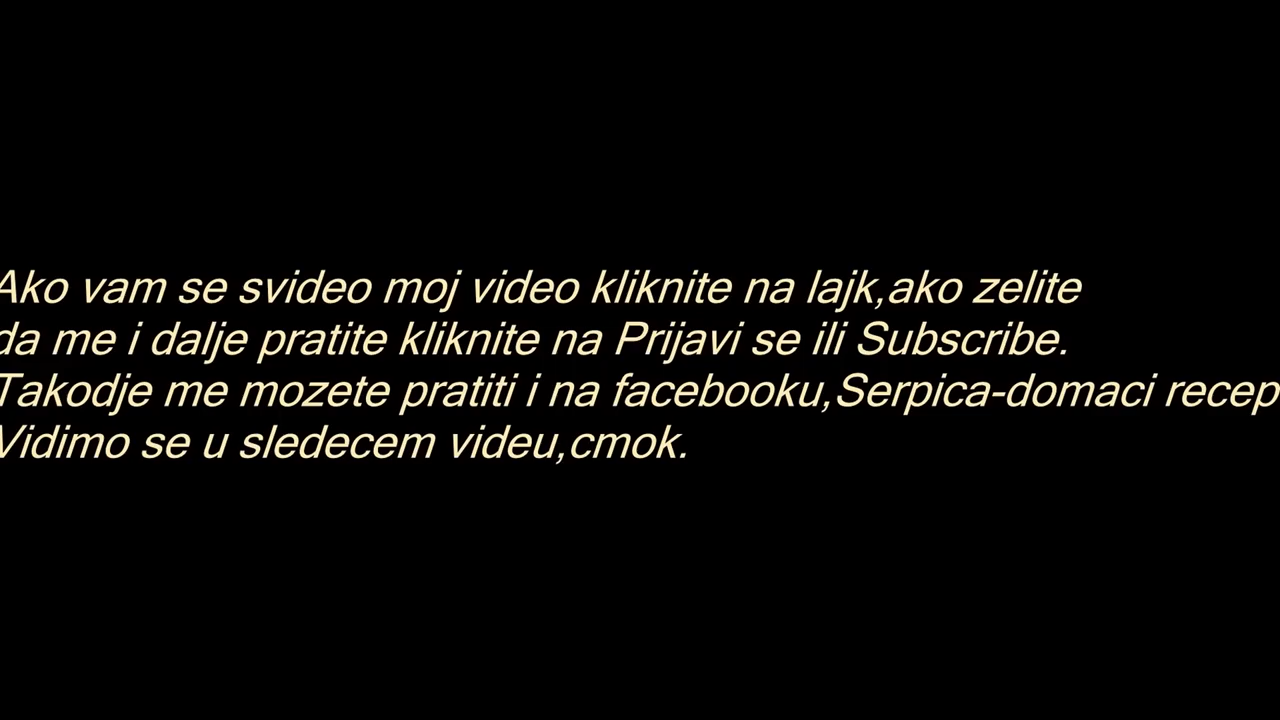 Ako vam se svideo moj video kliknite na lajk,ako zelite
da me i dalje pratite kliknite na Prijavi se ili Subscribe.
Takodje me mozete pratiti i na facebooku,Serpica-domaci recep
Vidimo se u sledecem videu,cmok.